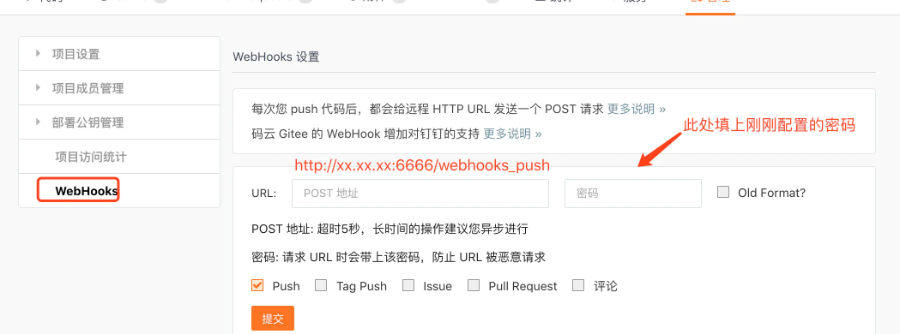 项目设置
项目成员管理
部署公钥管理
项目访问统计
WebHooks
WebHooks 设置
每次您 push 代码后，都会给远程 HTTP URL 发送一个 POST 请求 更多说明 »
码云 Gitee 的 WebHook 增加对钉钉的支持 更多说明 »
此处填上刚刚配置的密码
http://xx.xx.xx:6666/webhooks_push
URL: POST 地址 密码 Old Format?
POST 地址: 超时5秒，长时间的操作建议您异步进行
密码: 请求 URL 时会带上该密码，防止 URL 被恶意请求
Push Tag Push Issue Pull Request 评论
提交